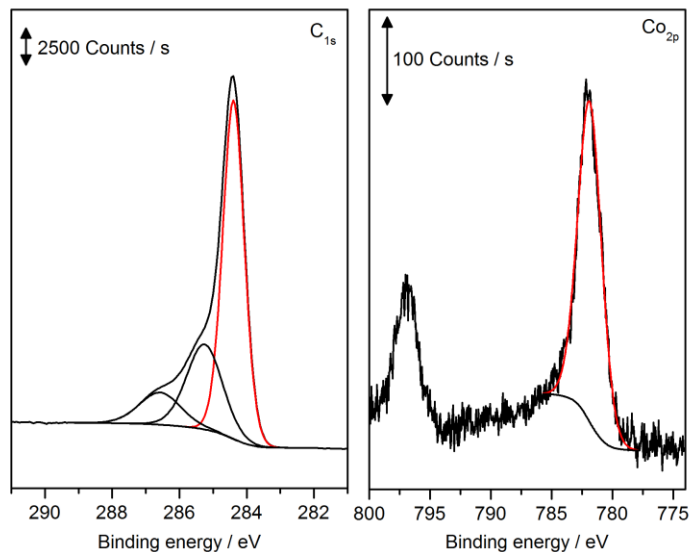 2500 Counts / s
C1s
100 Counts / s
Co2p
290 288 286 284 282
Binding energy / eV
800 795 790 785 780 775
Binding energy / eV